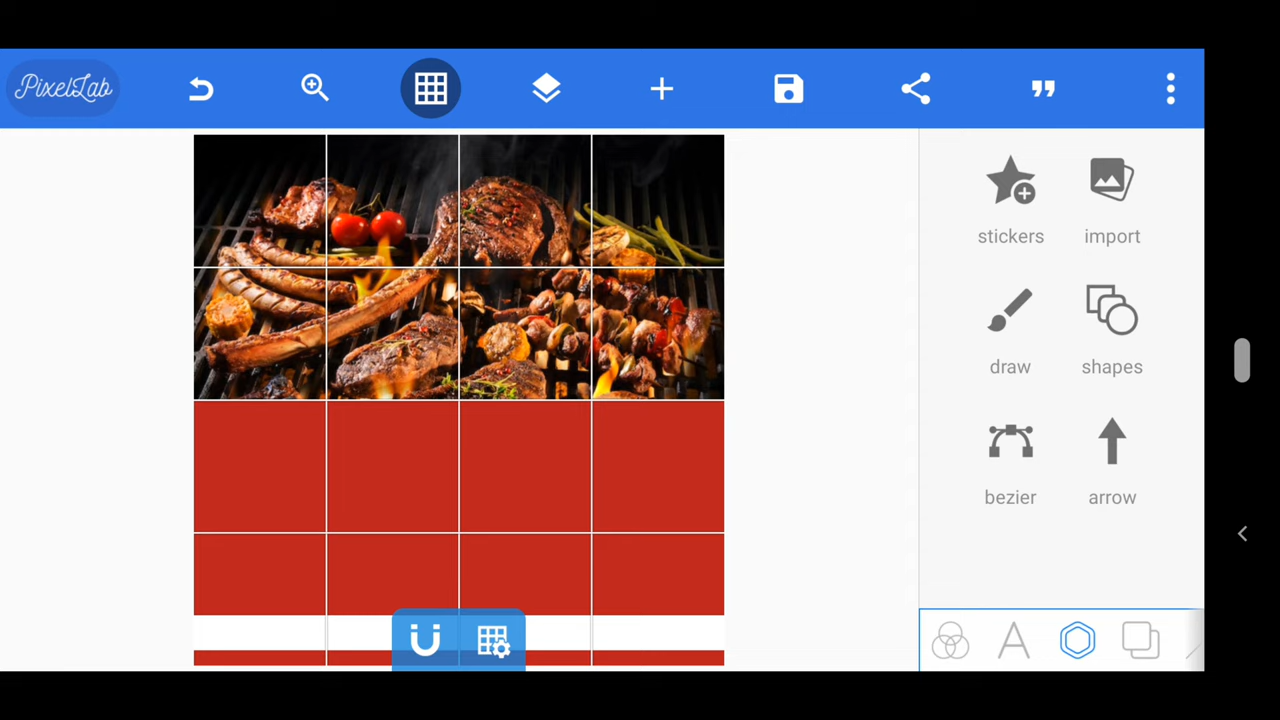 PixelLab
stickers
import
draw
shapes
bezier
arrow